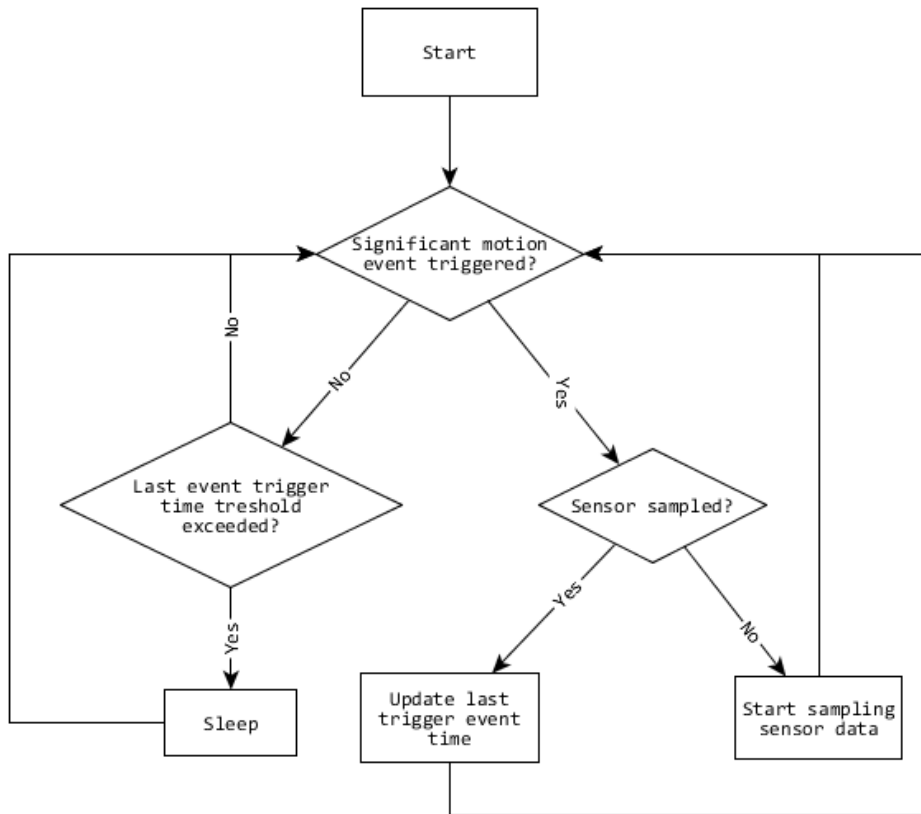 Start
Significant motion
event triggered?
No
No
Yes
Last event trigger
time treshold
exceeded?
Sensor sampled?
Yes
Yes
No
Sleep
Update last
trigger event
time
Start sampling
sensor data